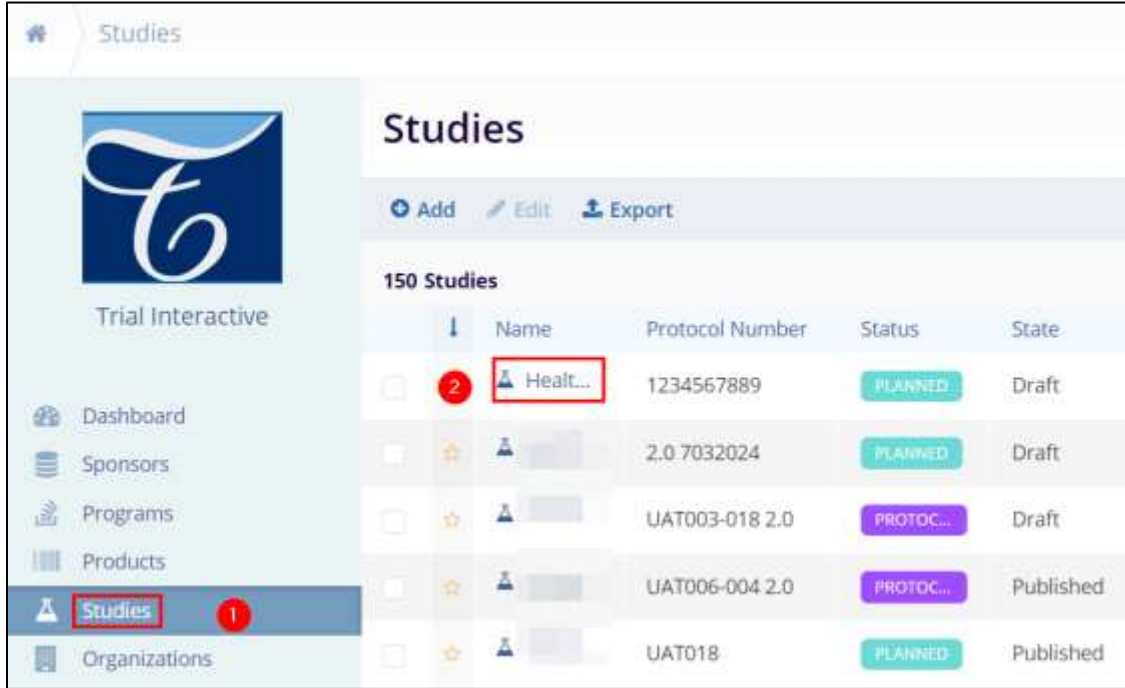 Studies
Trial Interactive
Dashboard
Sponsors
Programs
Products
Studies 1
Organizations
Studies
Add Edit Export
150 Studies
Name Protocol Number Status State
2 Healt... 1234567889 PLANNED Draft
2.0 7032024 PLANNED Draft
UAT003-018 2.0 PROTOC... Draft
UAT006-004 2.0 PROTOC... Published
UAT018 PLANNED Published